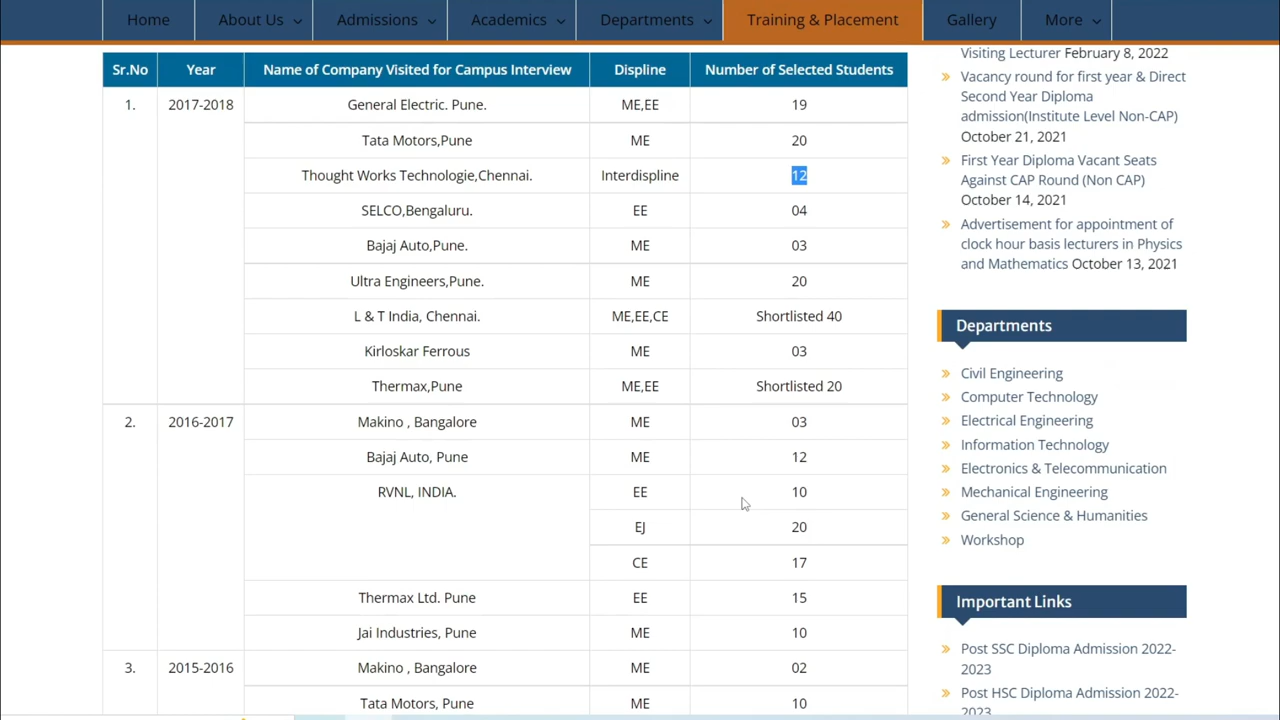 Home About Us Admissions Academics Departments Training & Placement Gallery More
Sr.No Year Name of Company Visited for Campus Interview Displine Number of Selected Students
1. 2017-2018 General Electric. Pune. ME,EE 19
Tata Motors,Pune ME 20
Thought Works Technologie,Chennai. Interdispline 12
SELCO,Bengaluru. EE 04
Bajaj Auto,Pune. ME 03
Ultra Engineers,Pune. ME 20
L & T India, Chennai. ME,EE,CE Shortlisted 40
Kirloskar Ferrous ME 03
Thermax,Pune ME,EE Shortlisted 20
2. 2016-2017 Makino , Bangalore ME 03
Bajaj Auto, Pune ME 12
RVNL, INDIA. EE 10
EJ 20
CE 17
Thermax Ltd. Pune EE 15
Jai Industries, Pune ME 10
3. 2015-2016 Makino , Bangalore ME 02
Tata Motors, Pune ME 10
Visiting Lecturer February 8, 2022
Vacancy round for first year & Direct
Second Year Diploma
admission(Institute Level Non-CAP)
October 21, 2021
First Year Diploma Vacant Seats
Against CAP Round (Non CAP)
October 14, 2021
Advertisement for appointment of
clock hour basis lecturers in Physics
and Mathematics October 13, 2021
Departments
Civil Engineering
Computer Technology
Electrical Engineering
Information Technology
Electronics & Telecommunication
Mechanical Engineering
General Science & Humanities
Workshop
Important Links
Post SSC Diploma Admission 2022-
2023
Post HSC Diploma Admission 2022-
2023